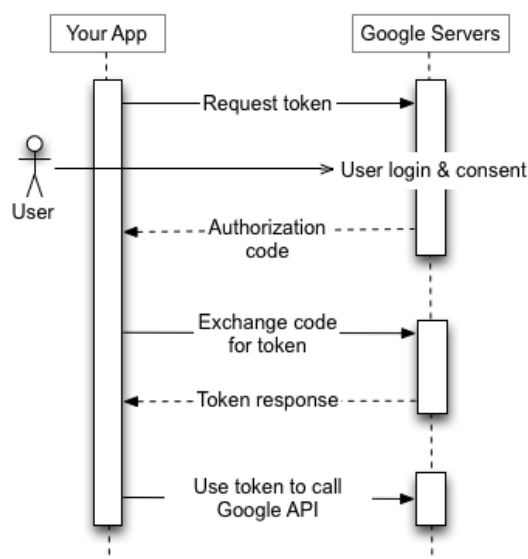 Your App
Google Servers
Request token
User login & consent
User
Authorization
code
Exchange code
for token
Token response
Use token to call
Google API